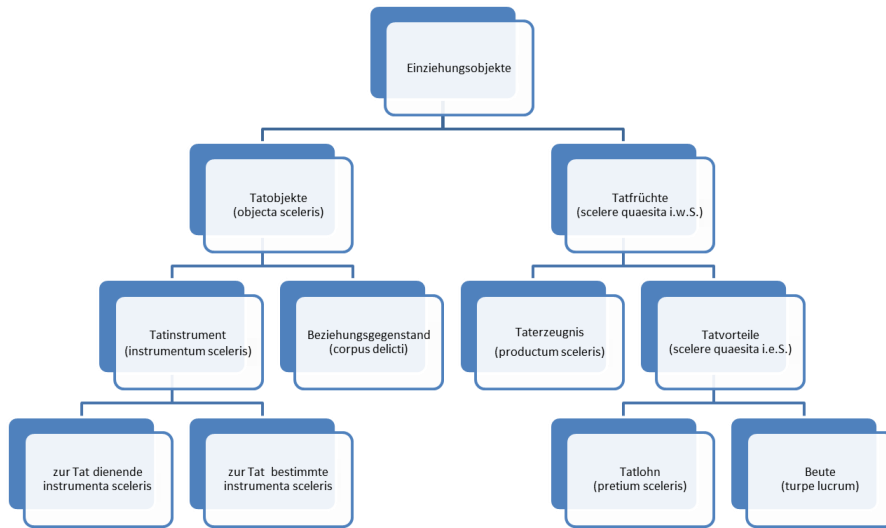 Einziehungsobjekte
Tatobjekte
(objecta sceleris)
Tatfrüchte
(scelere quaesita i.w.S.)
Tatinstrument
(instrumentum sceleris)
Beziehungsgegenstand
(corpus delicti)
Taterzeugnis
(productum sceleris)
Tatvorteile
(scelere quaesita i.e.S.)
zur Tat dienende
instrumenta sceleris
zur Tat bestimmte
instrumenta sceleris
Tatlohn
(pretium sceleris)
Beute
(turpe lucrum)